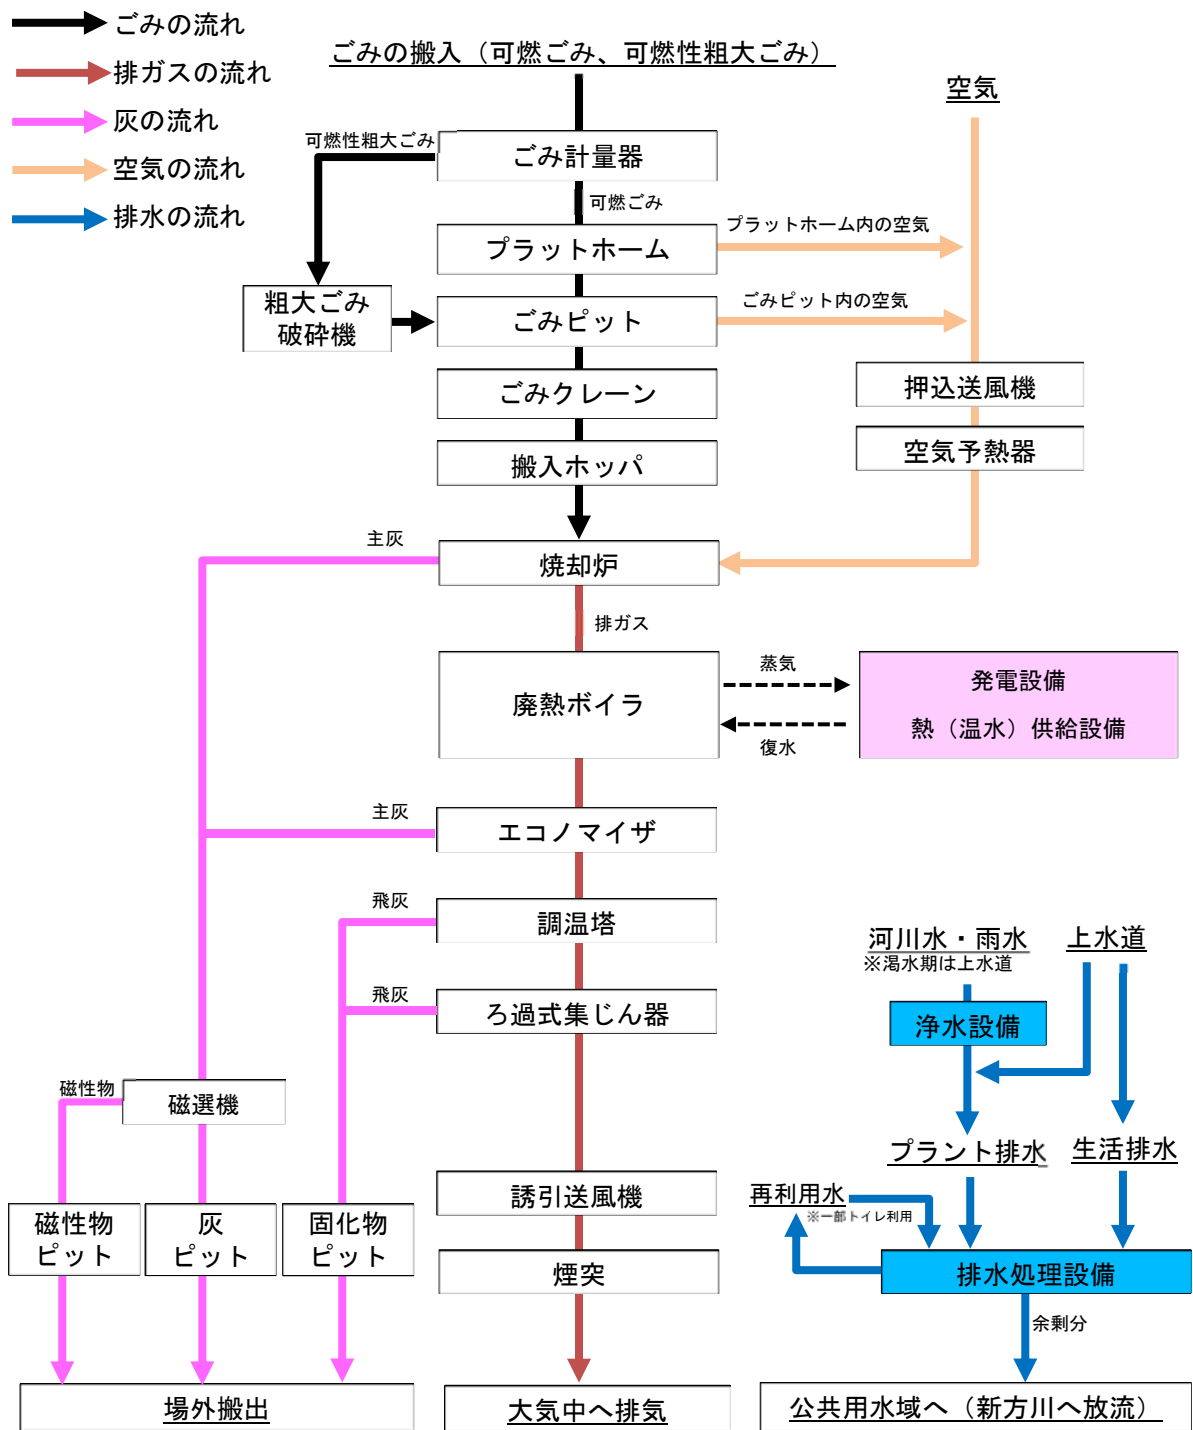 ごみの流れ
排ガスの流れ
灰の流れ
空気の流れ
排水の流れ
ごみの搬入（可燃ごみ、可燃性粗大ごみ）
空気
可燃性粗大ごみ
ごみ計量器
可燃ごみ
プラットホーム
プラットホーム内の空気
粗大ごみ
破砕機
ごみピット
ごみピット内の空気
ごみクレーン
押込送風機
搬入ホッパ
空気予熱器
主灰
焼却炉
排ガス
廃熱ボイラ
蒸気
復水
発電設備
熱（温水）供給設備
主灰
エコノマイザ
飛灰
調温塔
飛灰
ろ過式集じん器
河川水・雨水
※渇水期は上水道
上水道
浄水設備
磁性物
磁選機
プラント排水
生活排水
誘引送風機
再利用水
※一部トイレ利用
磁性物
ピット
灰
ピット
固化物
ピット
煙突
排水処理設備
余剰分
場外搬出
大気中へ排気
公共用水域へ（新方川へ放流）